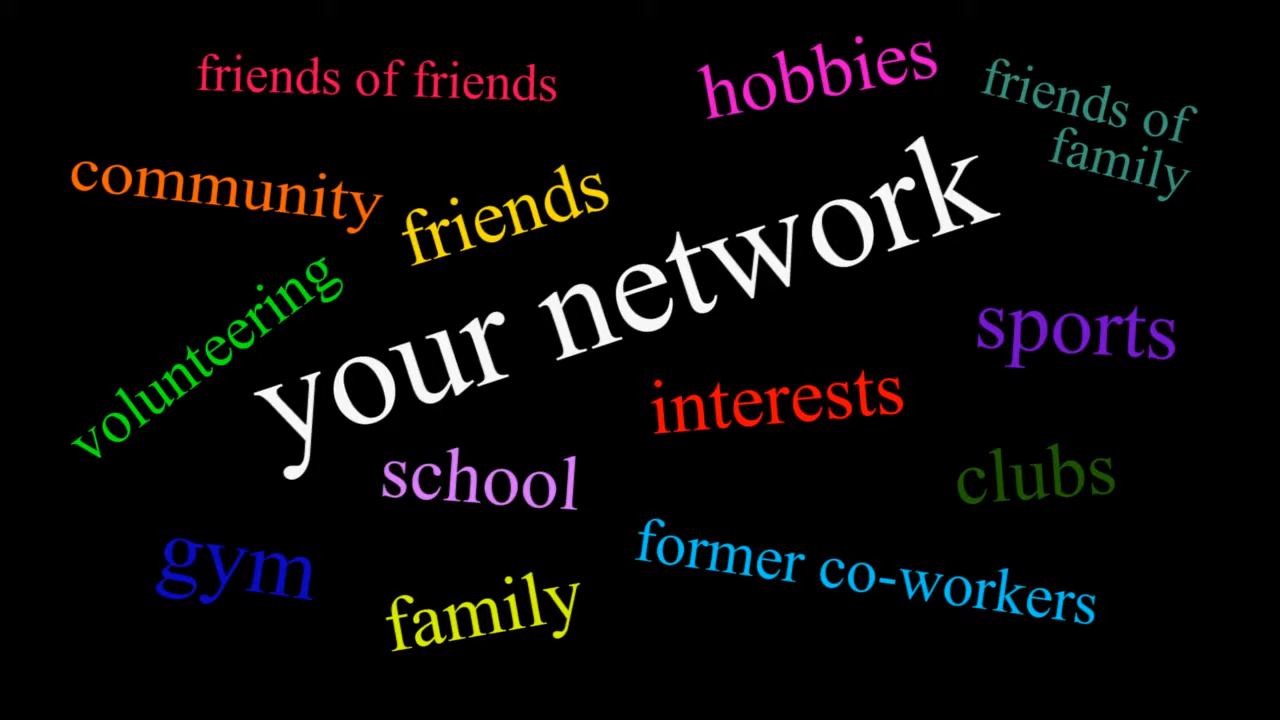 friends of friends
hobbies
friends of
family
community
friends
your network
volunteering
sports
interests
school
clubs
gym
former co-workers
family